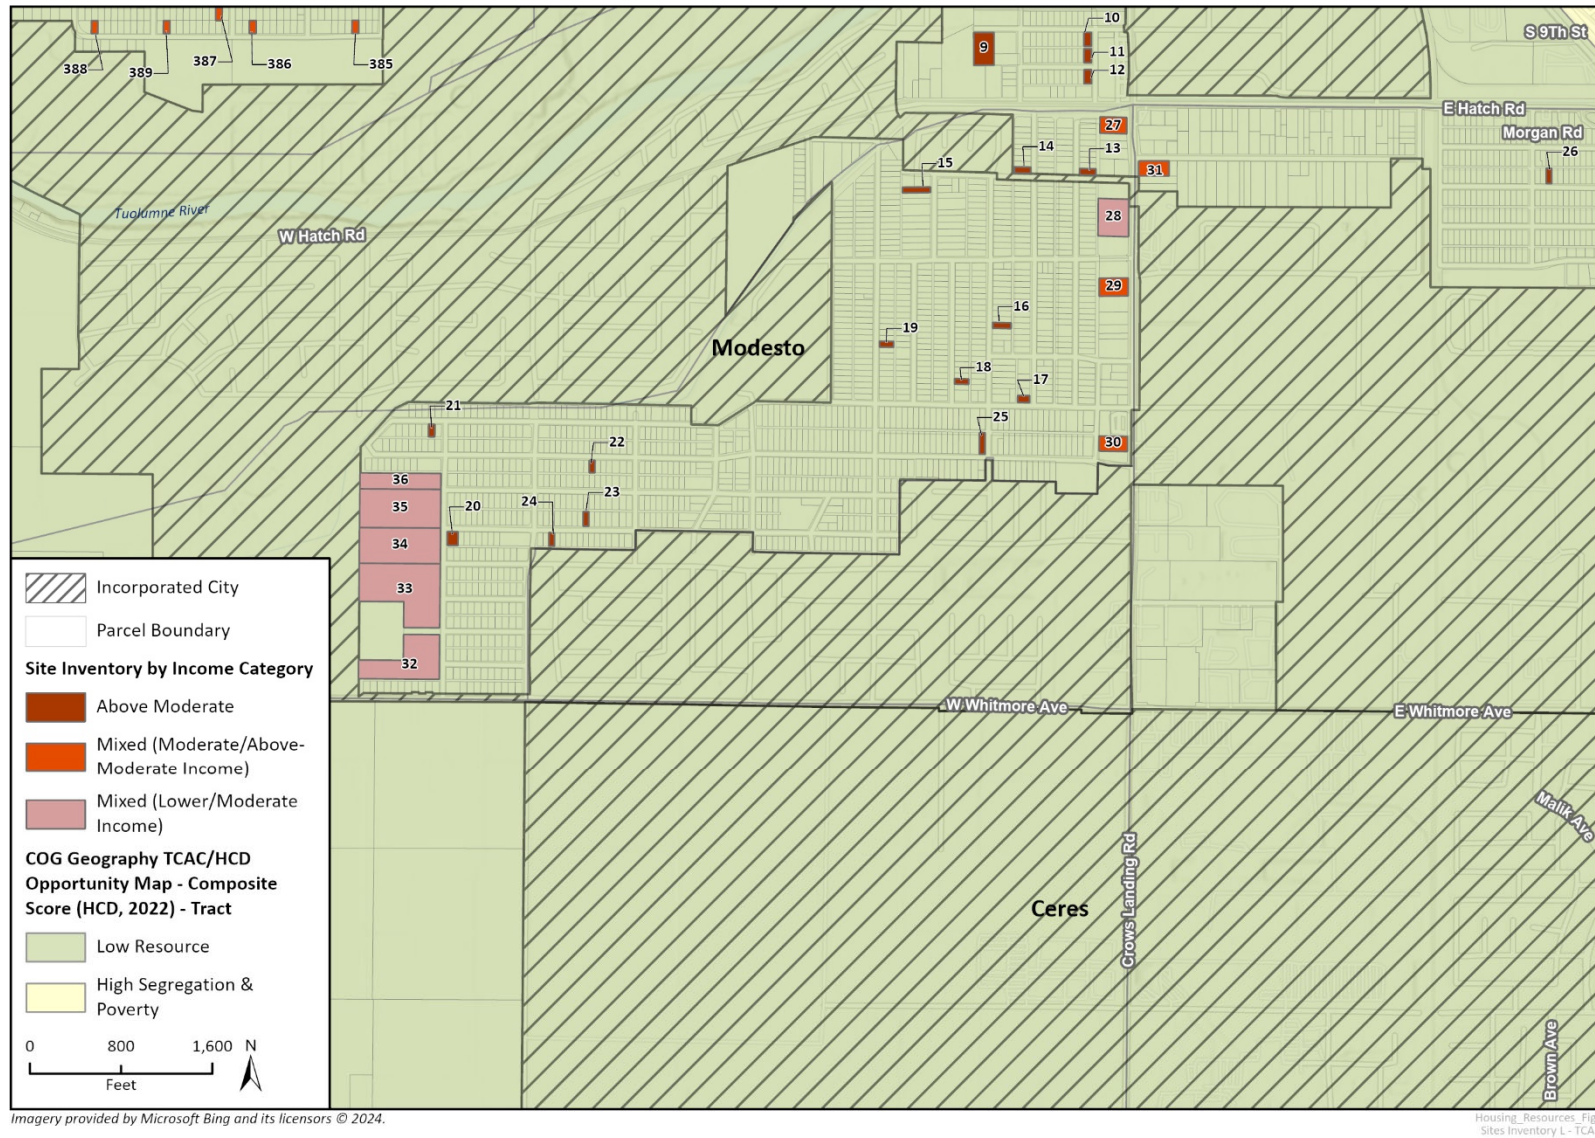 388
389
387
386
385
9
10
11
12
S 9Th St
E Hatch Rd
Morgan Rd
26
27
14
13
15
31
28
Tuolumne River
W Hatch Rd
29
16
19
Modesto
18
17
21
25
30
22
36
35
20
24
23
34
33
32
W Whitmore Ave
E Whitmore Ave
Malik Ave
Ceres
Crows Landing Rd
Brown Ave
Incorporated City
Parcel Boundary
Site Inventory by Income Category
Above Moderate
Mixed (Moderate/Above-
Moderate Income)
Mixed (Lower/Moderate
Income)
COG Geography TCAC/HCD
Opportunity Map - Composite
Score (HCD, 2022) - Tract
Low Resource
High Segregation &
Poverty
0 800 1,600 N
Feet
Imagery provided by Microsoft Bing and its licensors © 2024.
Housing_Resources_Fig
Sites Inventory L - TCA